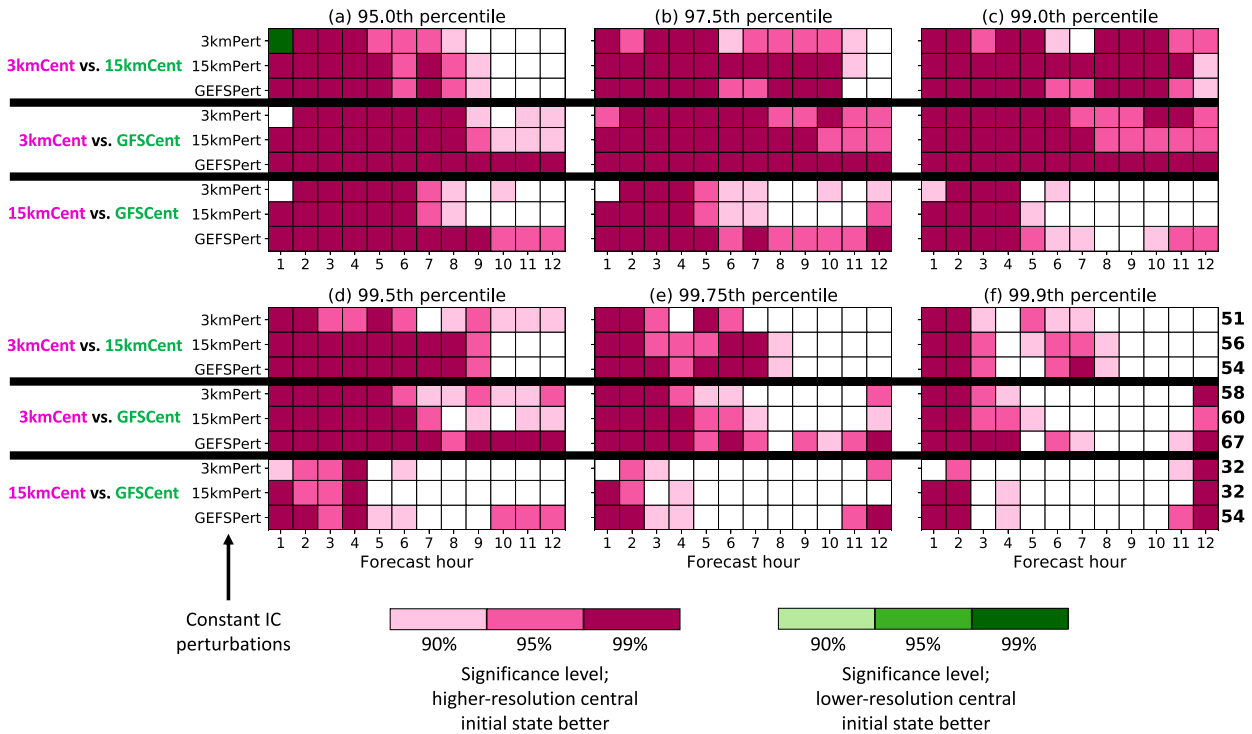 (a) 95.0th percentile (b) 97.5th percentile (c) 99.0th percentile
3kmPert
3kmCent vs. 15kmCent 15kmPert
GEFSPert
3kmPert
3kmCent vs. GFSCent 15kmPert
GEFSPert
3kmPert
15kmCent vs. GFSCent 15kmPert
GEFSPert
1 2 3 4 5 6 7 8 9 10 11 12 1 2 3 4 5 6 7 8 9 10 11 12 1 2 3 4 5 6 7 8 9 10 11 12
(d) 99.5th percentile (e) 99.75th percentile (f) 99.9th percentile
3kmPert 51
3kmCent vs. 15kmCent 15kmPert 56
GEFSPert 54
3kmPert 58
3kmCent vs. GFSCent 15kmPert 60
GEFSPert 67
3kmPert 32
15kmCent vs. GFSCent 15kmPert 32
GEFSPert 54
1 2 3 4 5 6 7 8 9 10 11 12 1 2 3 4 5 6 7 8 9 10 11 12 1 2 3 4 5 6 7 8 9 10 11 12
Forecast hour Forecast hour Forecast hour
Constant IC
perturbations
90% 95% 99% 90% 95% 99%
Significance level;
higher-resolution central
initial state better
Significance level;
lower-resolution central
initial state better